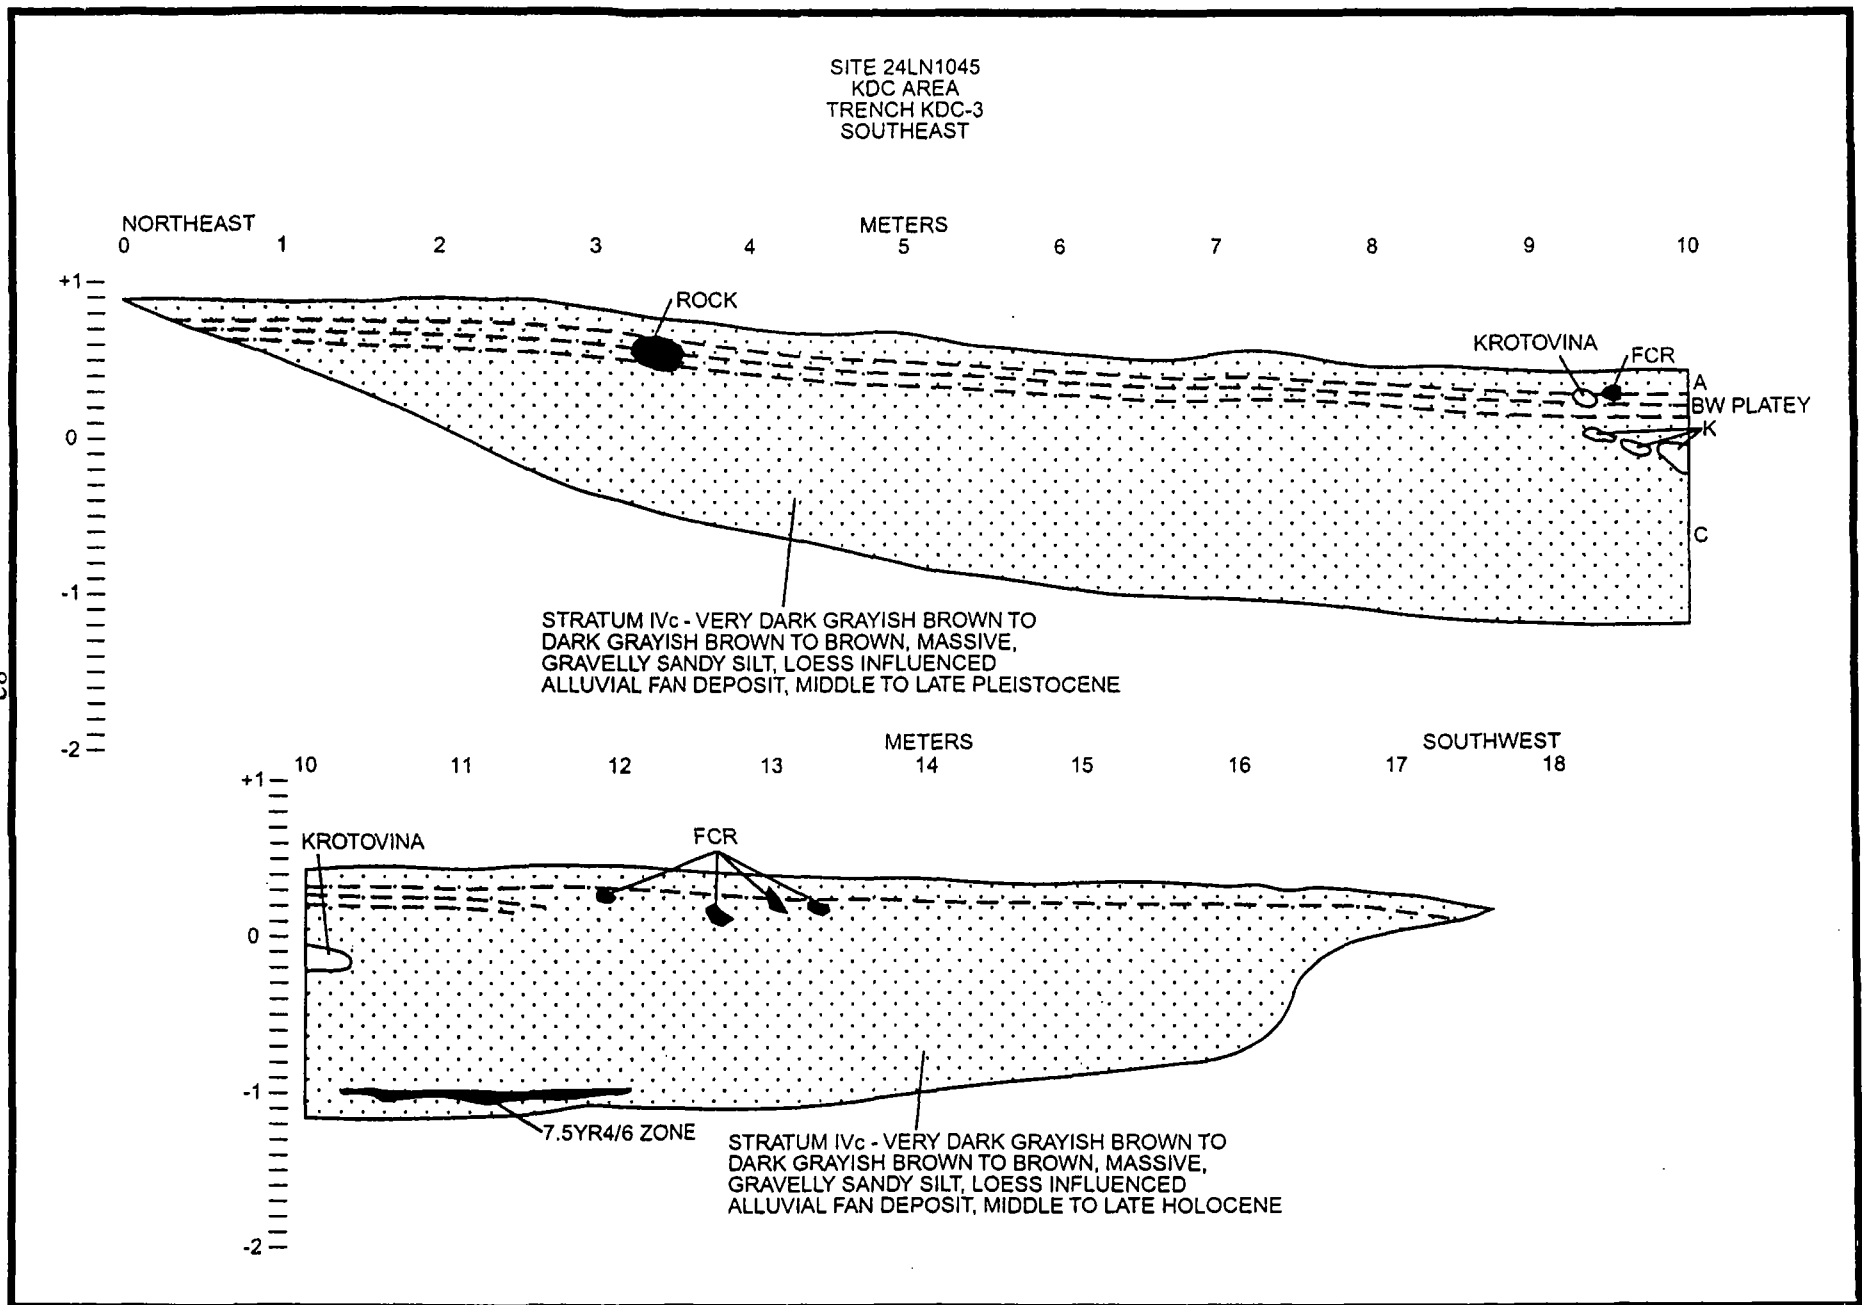 SITE 24LN1045
KDC AREA
TRENCH KDC-3
SOUTHEAST
NORTHEAST
METERS
0 1 2 3 4 5 6 7 8 9 10
+1
ROCK
KROTOVINA
FCR
A
BW PLATEY
K
0
C
-1
STRATUM IVc - VERY DARK GRAYISH BROWN TO
DARK GRAYISH BROWN TO BROWN, MASSIVE,
GRAVELLY SANDY SILT, LOESS INFLUENCED
ALLUVIAL FAN DEPOSIT, MIDDLE TO LATE PLEISTOCENE
-2
METERS
SOUTHWEST
10 11 12 13 14 15 16 17 18
+1
KROTOVINA
FCR
0
-1
7.5YR4/6 ZONE
STRATUM IVc - VERY DARK GRAYISH BROWN TO
DARK GRAYISH BROWN TO BROWN, MASSIVE,
GRAVELLY SANDY SILT, LOESS INFLUENCED
ALLUVIAL FAN DEPOSIT, MIDDLE TO LATE HOLOCENE
-2